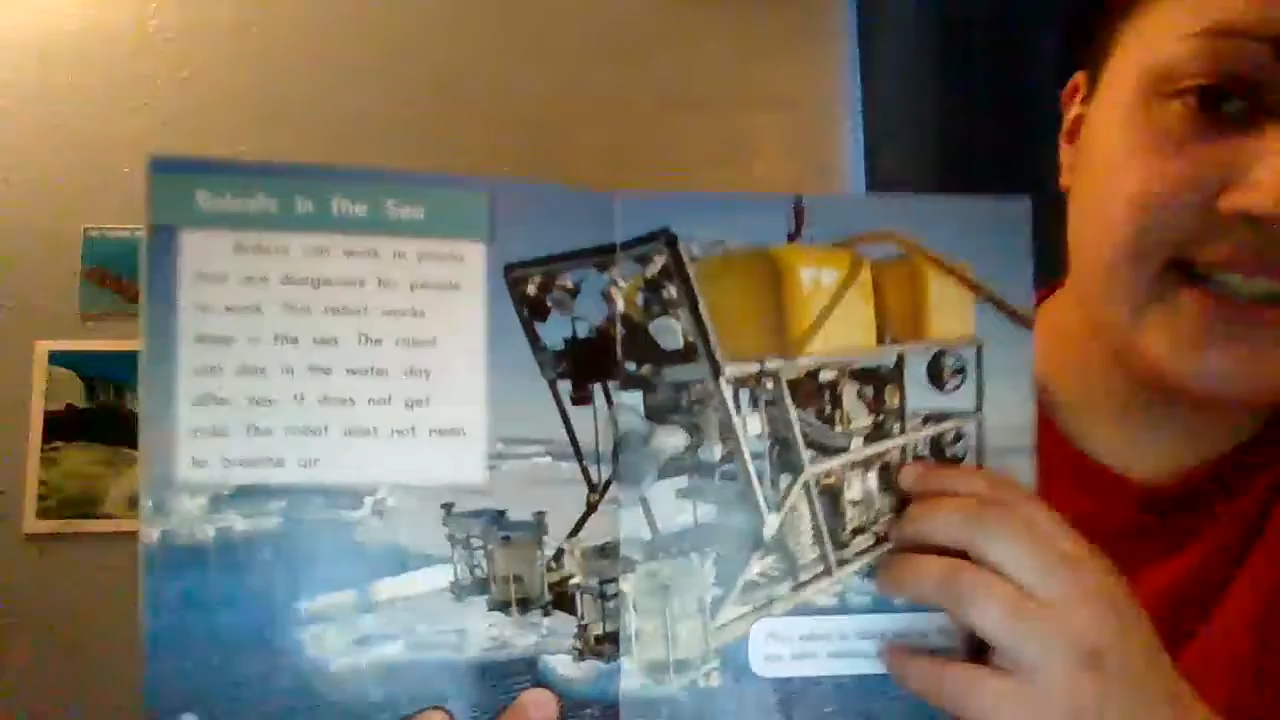 Robots in the Sea
Robots can work in places
that are dangerous for people
to work. This robot works
deep in the sea. The robot
can stay in the water day
after day. It does not get
cold. The robot does not need
to breathe air.